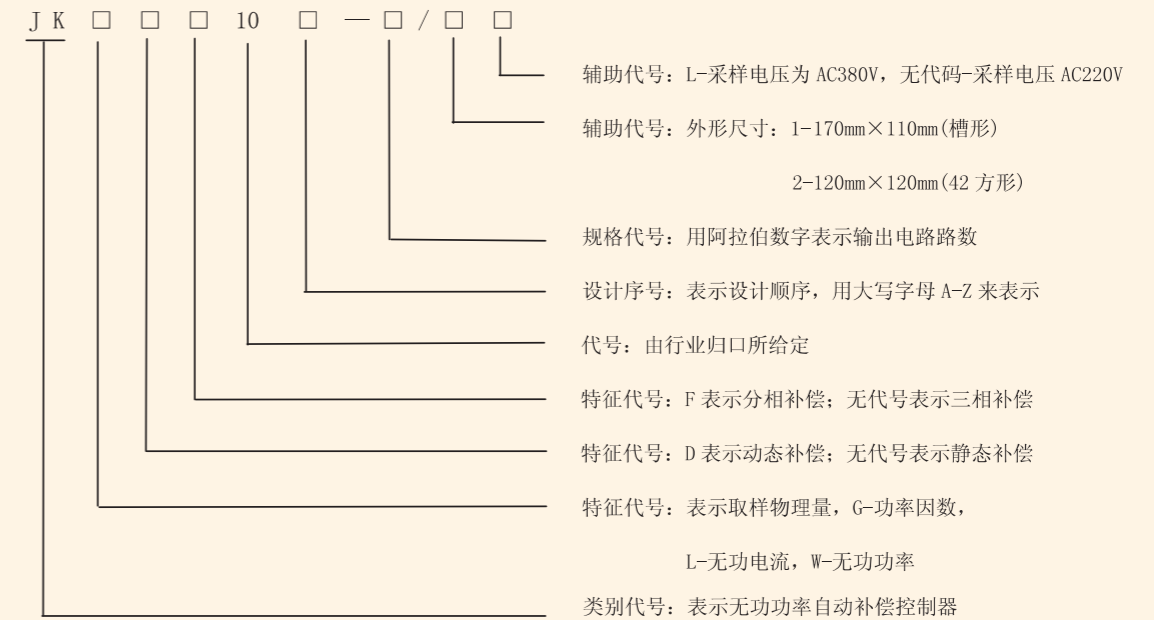 JK□□□10□—□/□□
辅助代号：L-采样电压为 AC380V，无代码-采样电压 AC220V
辅助代号：外形尺寸：1-170mm×110mm(槽形)
2-120mm×120mm(42 方形)
规格代号：用阿拉伯数字表示输出电路路数
设计序号：表示设计顺序，用大写字母 A-Z 来表示
代号：由行业归口所给定
特征代号：F 表示分相补偿；无代号表示三相补偿
特征代号：D 表示动态补偿；无代号表示静态补偿
特征代号：表示取样物理量，G-功率因数，
L-无功电流，W-无功功率
类别代号：表示无功功率自动补偿控制器